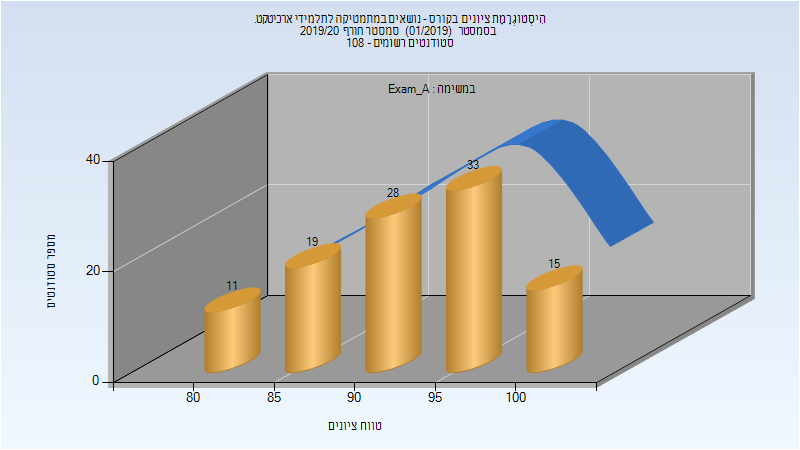 היסטוגְרָמַת ציונים בקורס - נושאים במתמטיקה לתלמידי ארכיטקט.
בסמסטר (01/2019) סמסטר חורף 2019/20
סטודנטים רשומים - 108
במשימה : Exam_A
40
20
0
מספר סטודנטים
11
19
28
33
15
80
85
90
95
100
טווח ציונים